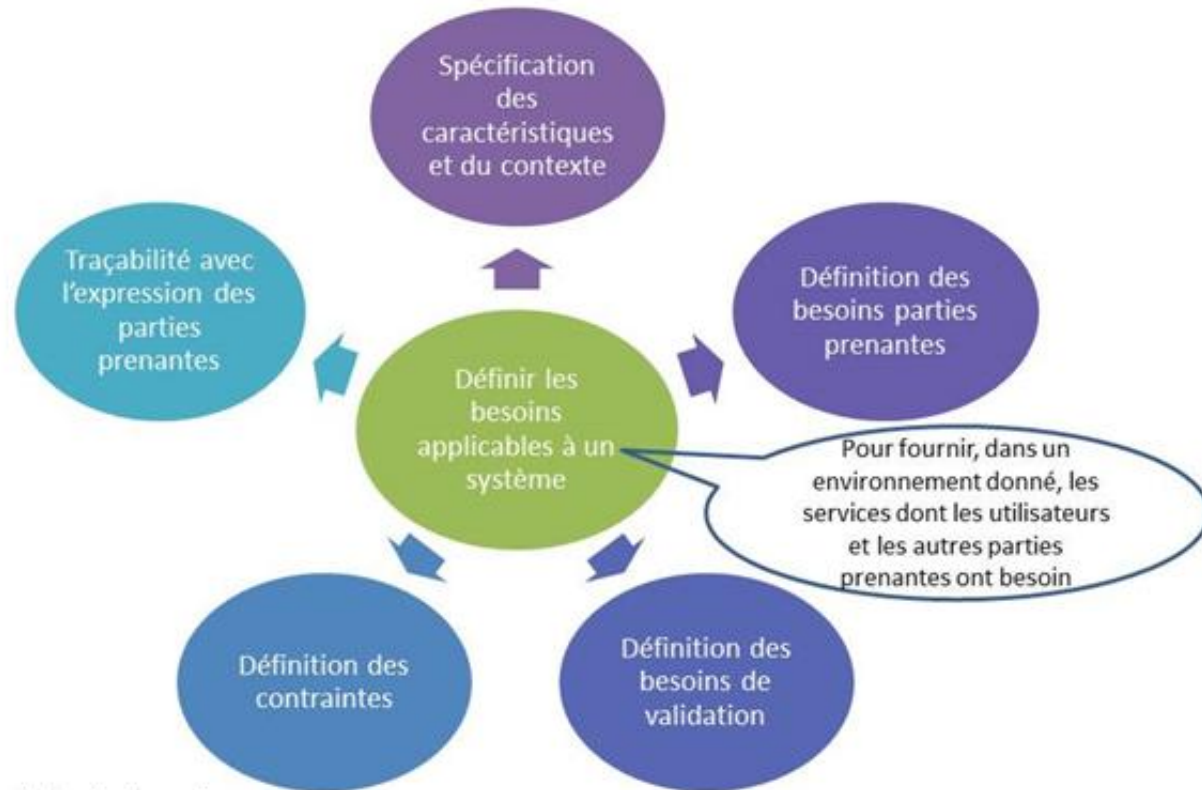 Spécification
des
caractéristiques
et du contexte
Traçabilité avec
l'expression des
parties
prenantes
Définition des
besoins parties
prenantes
Définir les
besoins
applicables à un
système
Pour fournir, dans un
environnement donné, les
services dont les utilisateurs
et les autres parties
prenantes ont besoin
Définition des
contraintes
Définition des
besoins de
validation